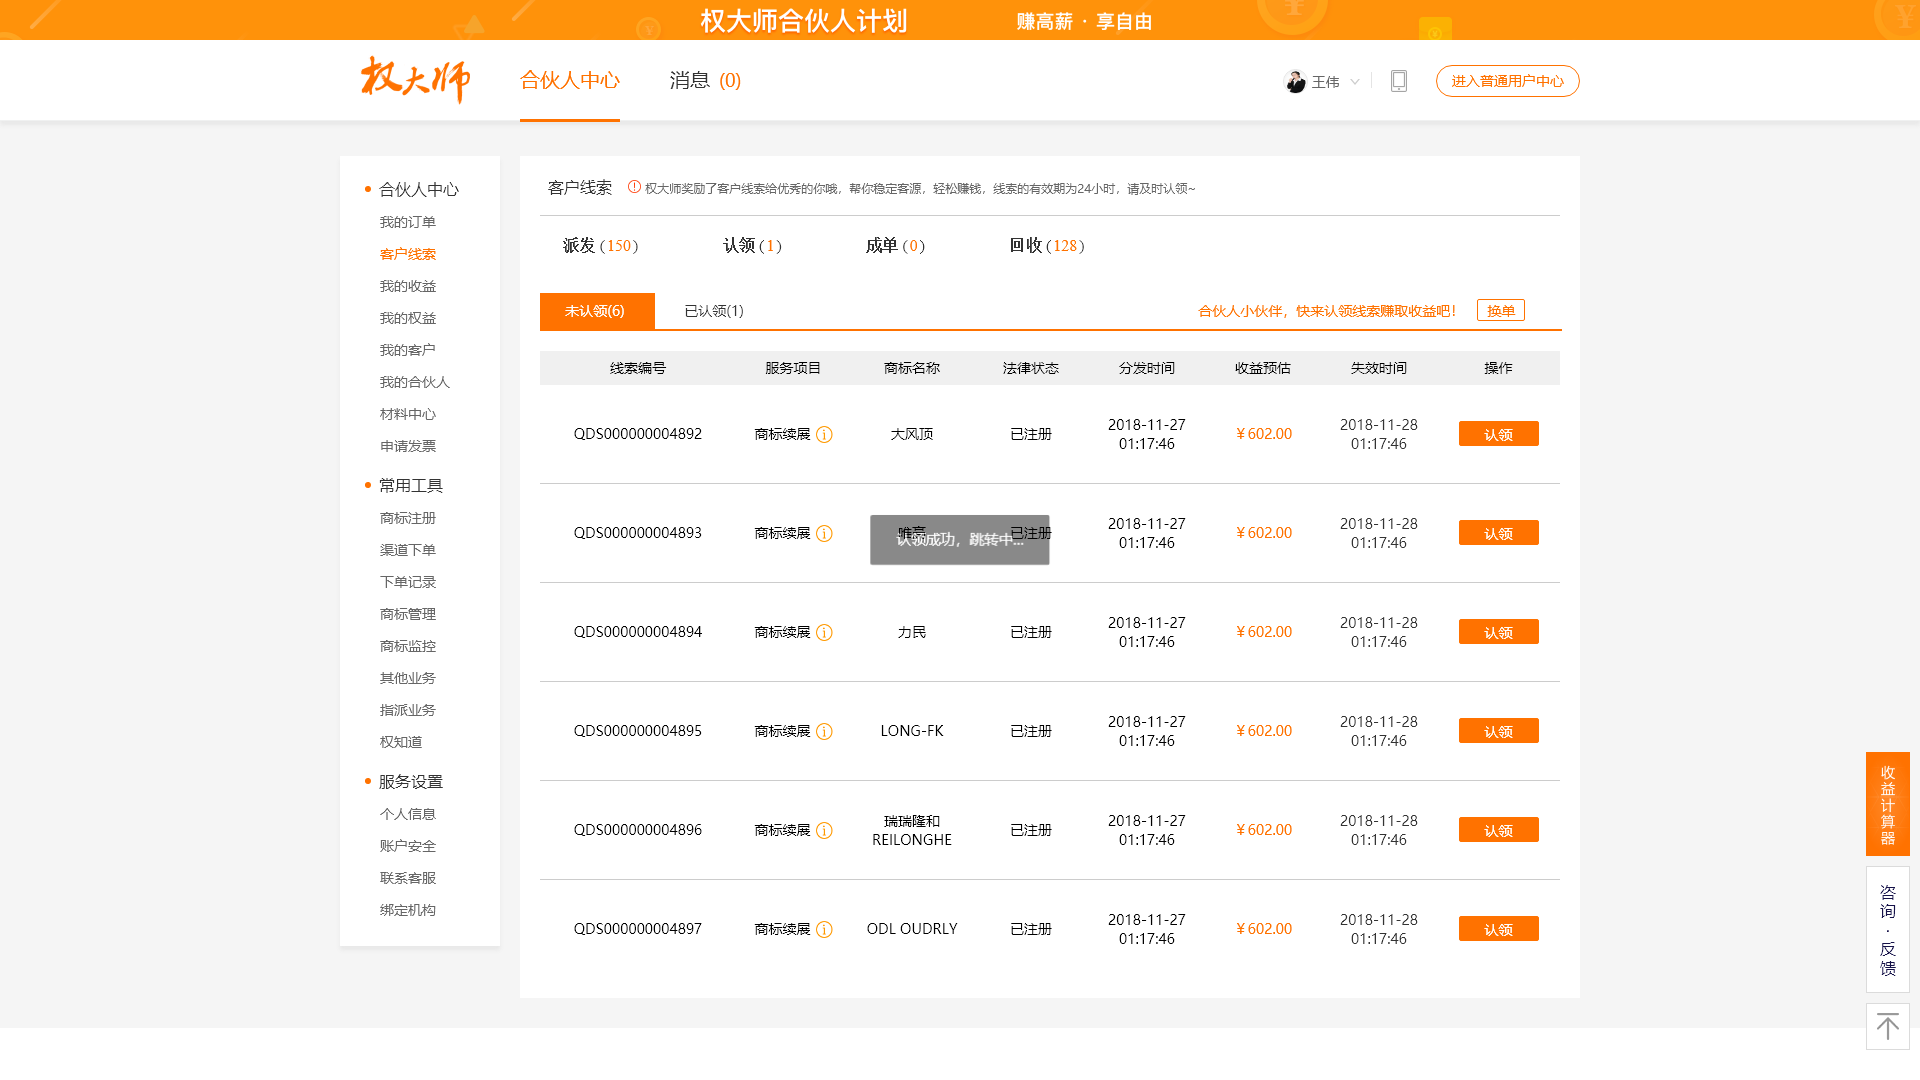 权大师合伙人计划 赚高薪 · 享自由
权大师 合伙人中心 消息 (0) 王伟 进入普通用户中心
合伙人中心
我的订单
客户线索
我的收益
我的权益
我的客户
我的合伙人
材料中心
申请发票
常用工具
商标注册
渠道下单
下单记录
商标管理
商标监控
其他业务
指派业务
权知道
服务设置
个人信息
账户安全
联系客服
绑定机构
客户线索 权大师奖励了客户线索给优秀的你哦，帮你稳定客源，轻松赚钱，线索的有效期为24小时，请及时认领~
派发 (150) 认领 (1) 成单 (0) 回收 (128)
未认领(6) 已认领(1) 合伙人小伙伴，快来认领线索赚取收益吧！ 换单
线索编号 服务项目 商标名称 法律状态 分发时间 收益预估 失效时间 操作
QDS000000004892 商标续展 大风顶 已注册 2018-11-27 01:17:46 ¥602.00 2018-11-28 01:17:46 认领
QDS000000004893 商标续展 唯亮 已注册 2018-11-27 01:17:46 ¥602.00 2018-11-28 01:17:46 认领
认领成功，跳转中...
QDS000000004894 商标续展 力民 已注册 2018-11-27 01:17:46 ¥602.00 2018-11-28 01:17:46 认领
QDS000000004895 商标续展 LONG-FK 已注册 2018-11-27 01:17:46 ¥602.00 2018-11-28 01:17:46 认领
QDS000000004896 商标续展 瑞瑞隆和 REILONGHE 已注册 2018-11-27 01:17:46 ¥602.00 2018-11-28 01:17:46 认领
QDS000000004897 商标续展 ODL OUDRLY 已注册 2018-11-27 01:17:46 ¥602.00 2018-11-28 01:17:46 认领
收益计算器
咨询·反馈